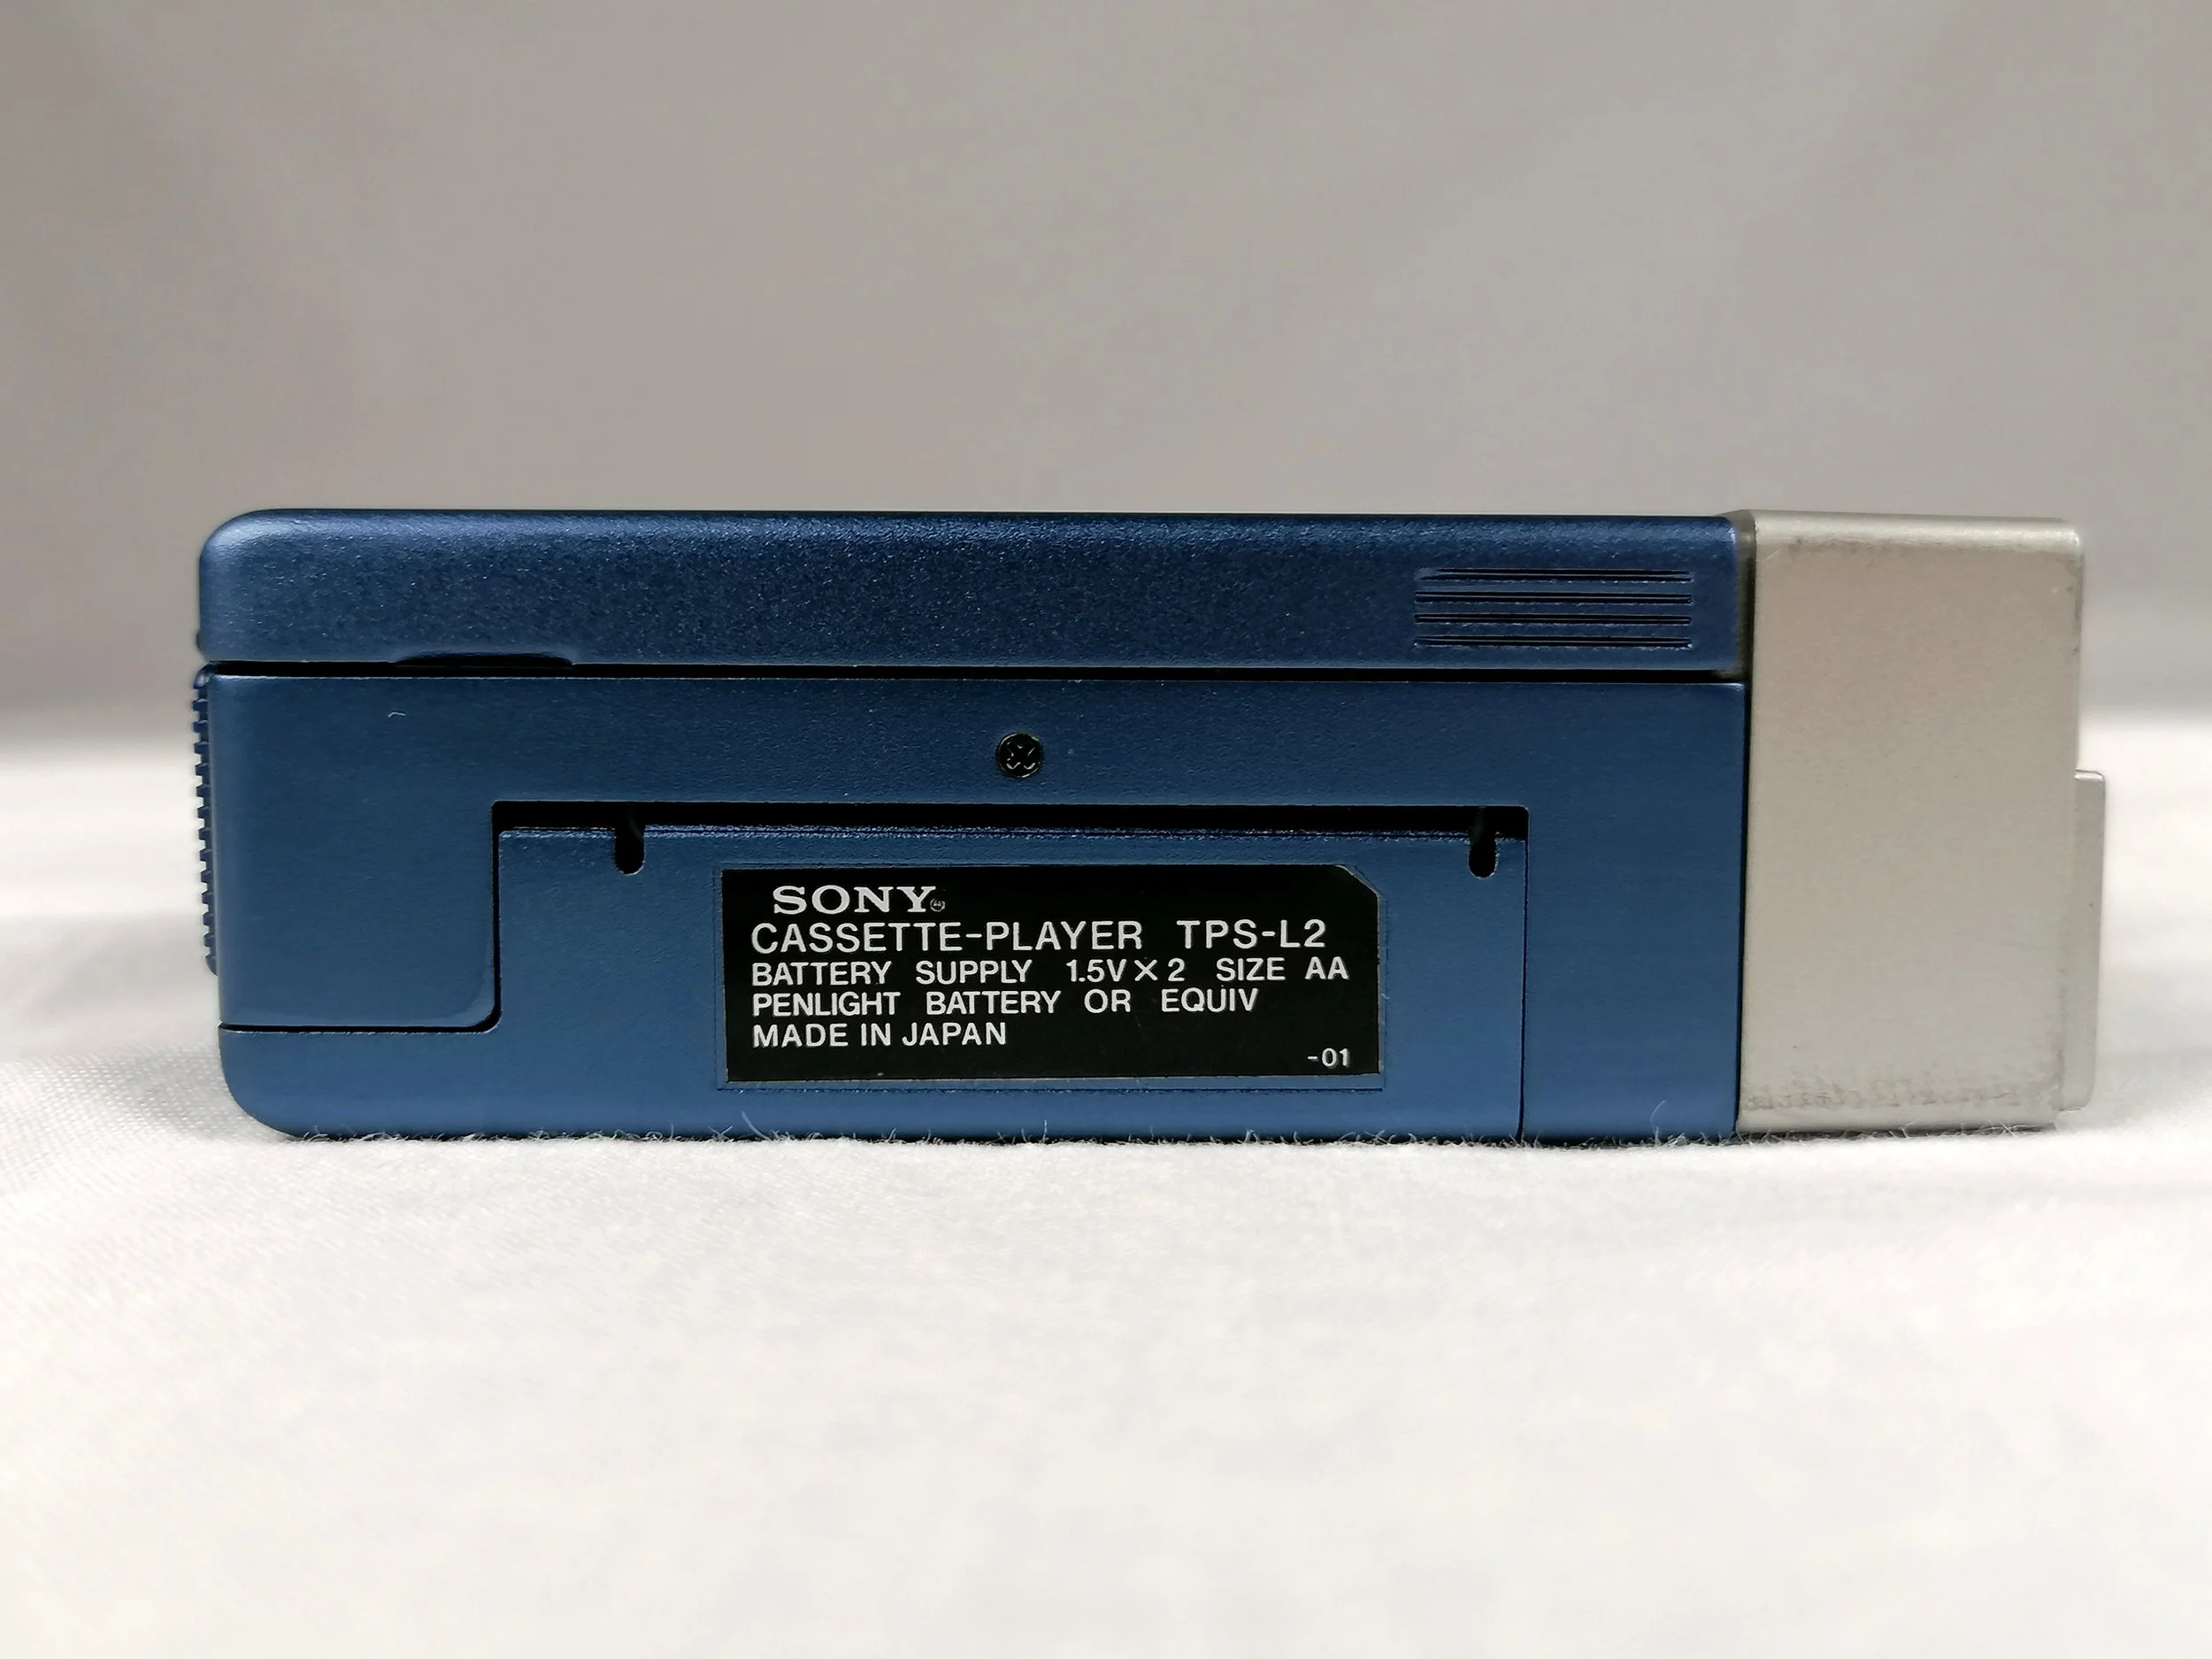 SONY
CASSETTE-PLAYER TPS-L2
BATTERY SUPPLY 1.5V×2 SIZE AA
PENLIGHT BATTERY OR EQUIV
MADE IN JAPAN
-01